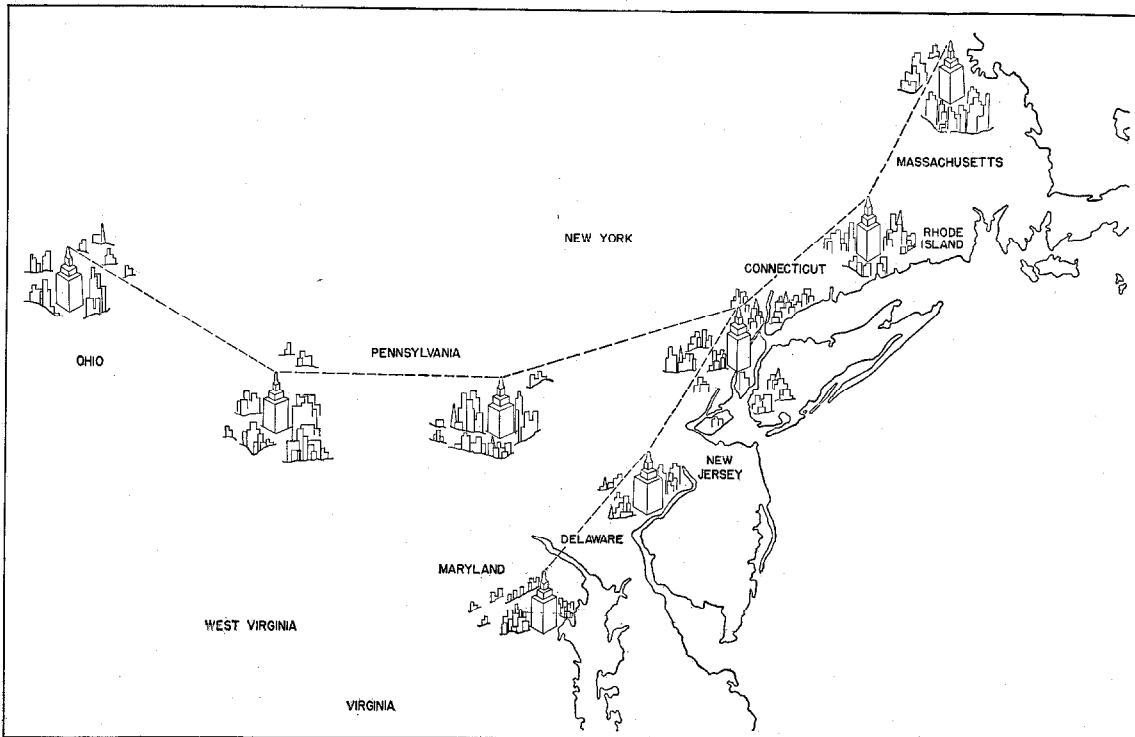 MASSACHUSETTS
RHODE
ISLAND
NEW YORK
CONNECTICUT
OHIO
PENNSYLVANIA
NEW
JERSEY
DELAWARE
MARYLAND
WEST VIRGINIA
VIRGINIA